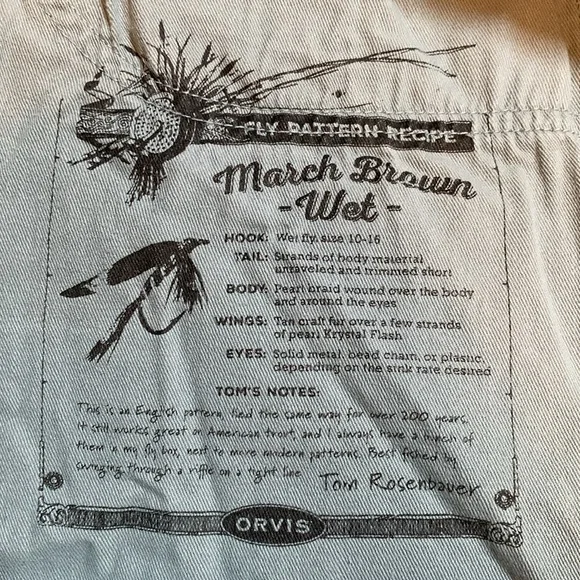 FLY PATTERN RECIPE
March Brown
- Wet -
HOOK: Wet fly, size 10-16
TAIL: Strands of body material
unraveled and trimmed short
BODY: Pearl braid wound over the body
and around the eyes
WINGS: Tan craft fur over a few strands
of pearl Krystal Flash
EYES: Solid metal, bead chain, or plastic,
depending on the sink rate desired
TOM'S NOTES:
This is an English pattern, tied the same way for over 200 years.
It still works great on American trout, and I always have a bunch of
them in my fly box, next to more modern patterns. Best fished by
swinging through a riffle on a tight line
Tom Rosenbauer
ORVIS